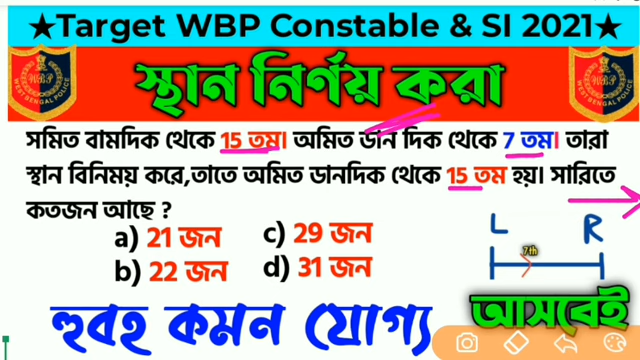 ★Target WBP Constable & SI 2021★
স্থান নির্ণয় করা
সমিত বামদিক থেকে 15 তম। অমিত ডান দিক থেকে 7 তম। তারা
স্থান বিনিময় করে,তাতে অমিত ডানদিক থেকে 15 তম হয়। সারিতে
কতজন আছে ?
a) 21 জন c) 29 জন
b) 22 জন d) 31 জন
L R
7th
হুবহু কমন যোগ্য
আসবেই